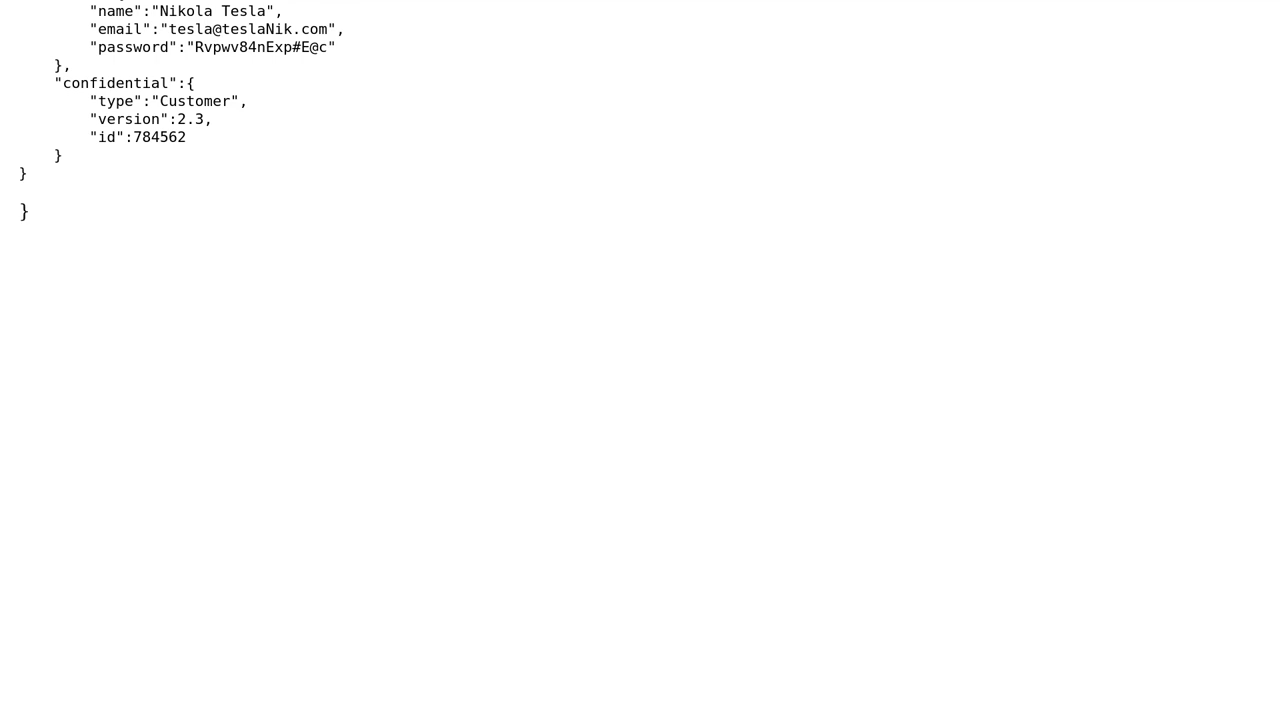 "name":"Nikola Tesla",
"email":"tesla@teslaNik.com",
"password":"Rvpwv84nExp#E@c"
},
"confidential":{
"type":"Customer",
"version":2.3,
"id":784562
}
}
}